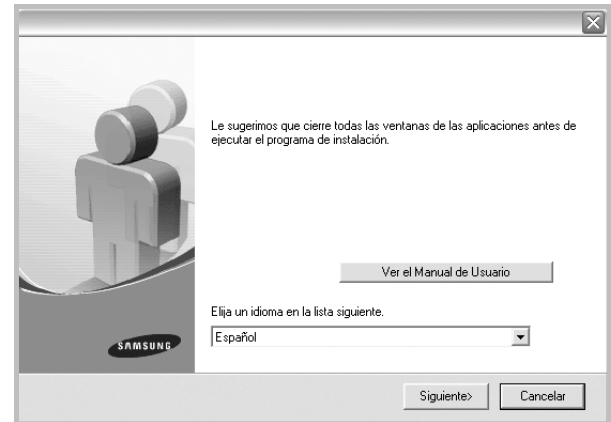 Le sugerimos que cierre todas las ventanas de las aplicaciones antes de
ejecutar el programa de instalación.
Ver el Manual de Usuario
Elija un idioma en la lista siguiente.
Español
SAMSUNG
Siguiente>
Cancelar